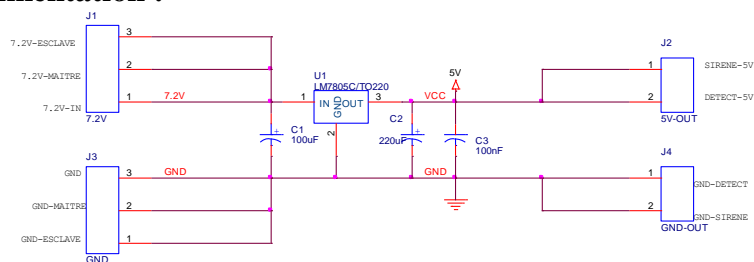 J1
7.2V-ESCLAVE
3
7.2V-MAITRE
2
7.2V-IN
1
7.2V
7.2V
U1
LM7805C/TO220
1
IN
OUT
GND
3
2
VCC
5V
C1
100uF
C2
220uF
C3
100nF
J2
1
SIRENE-5V
2
DETECT-5V
5V-OUT
J3
GND
3
GND
GND-MAITRE
2
GND-ESCLAVE
1
GND
GND
J4
1
GND-DETECT
2
GND-SIRENE
GND-OUT